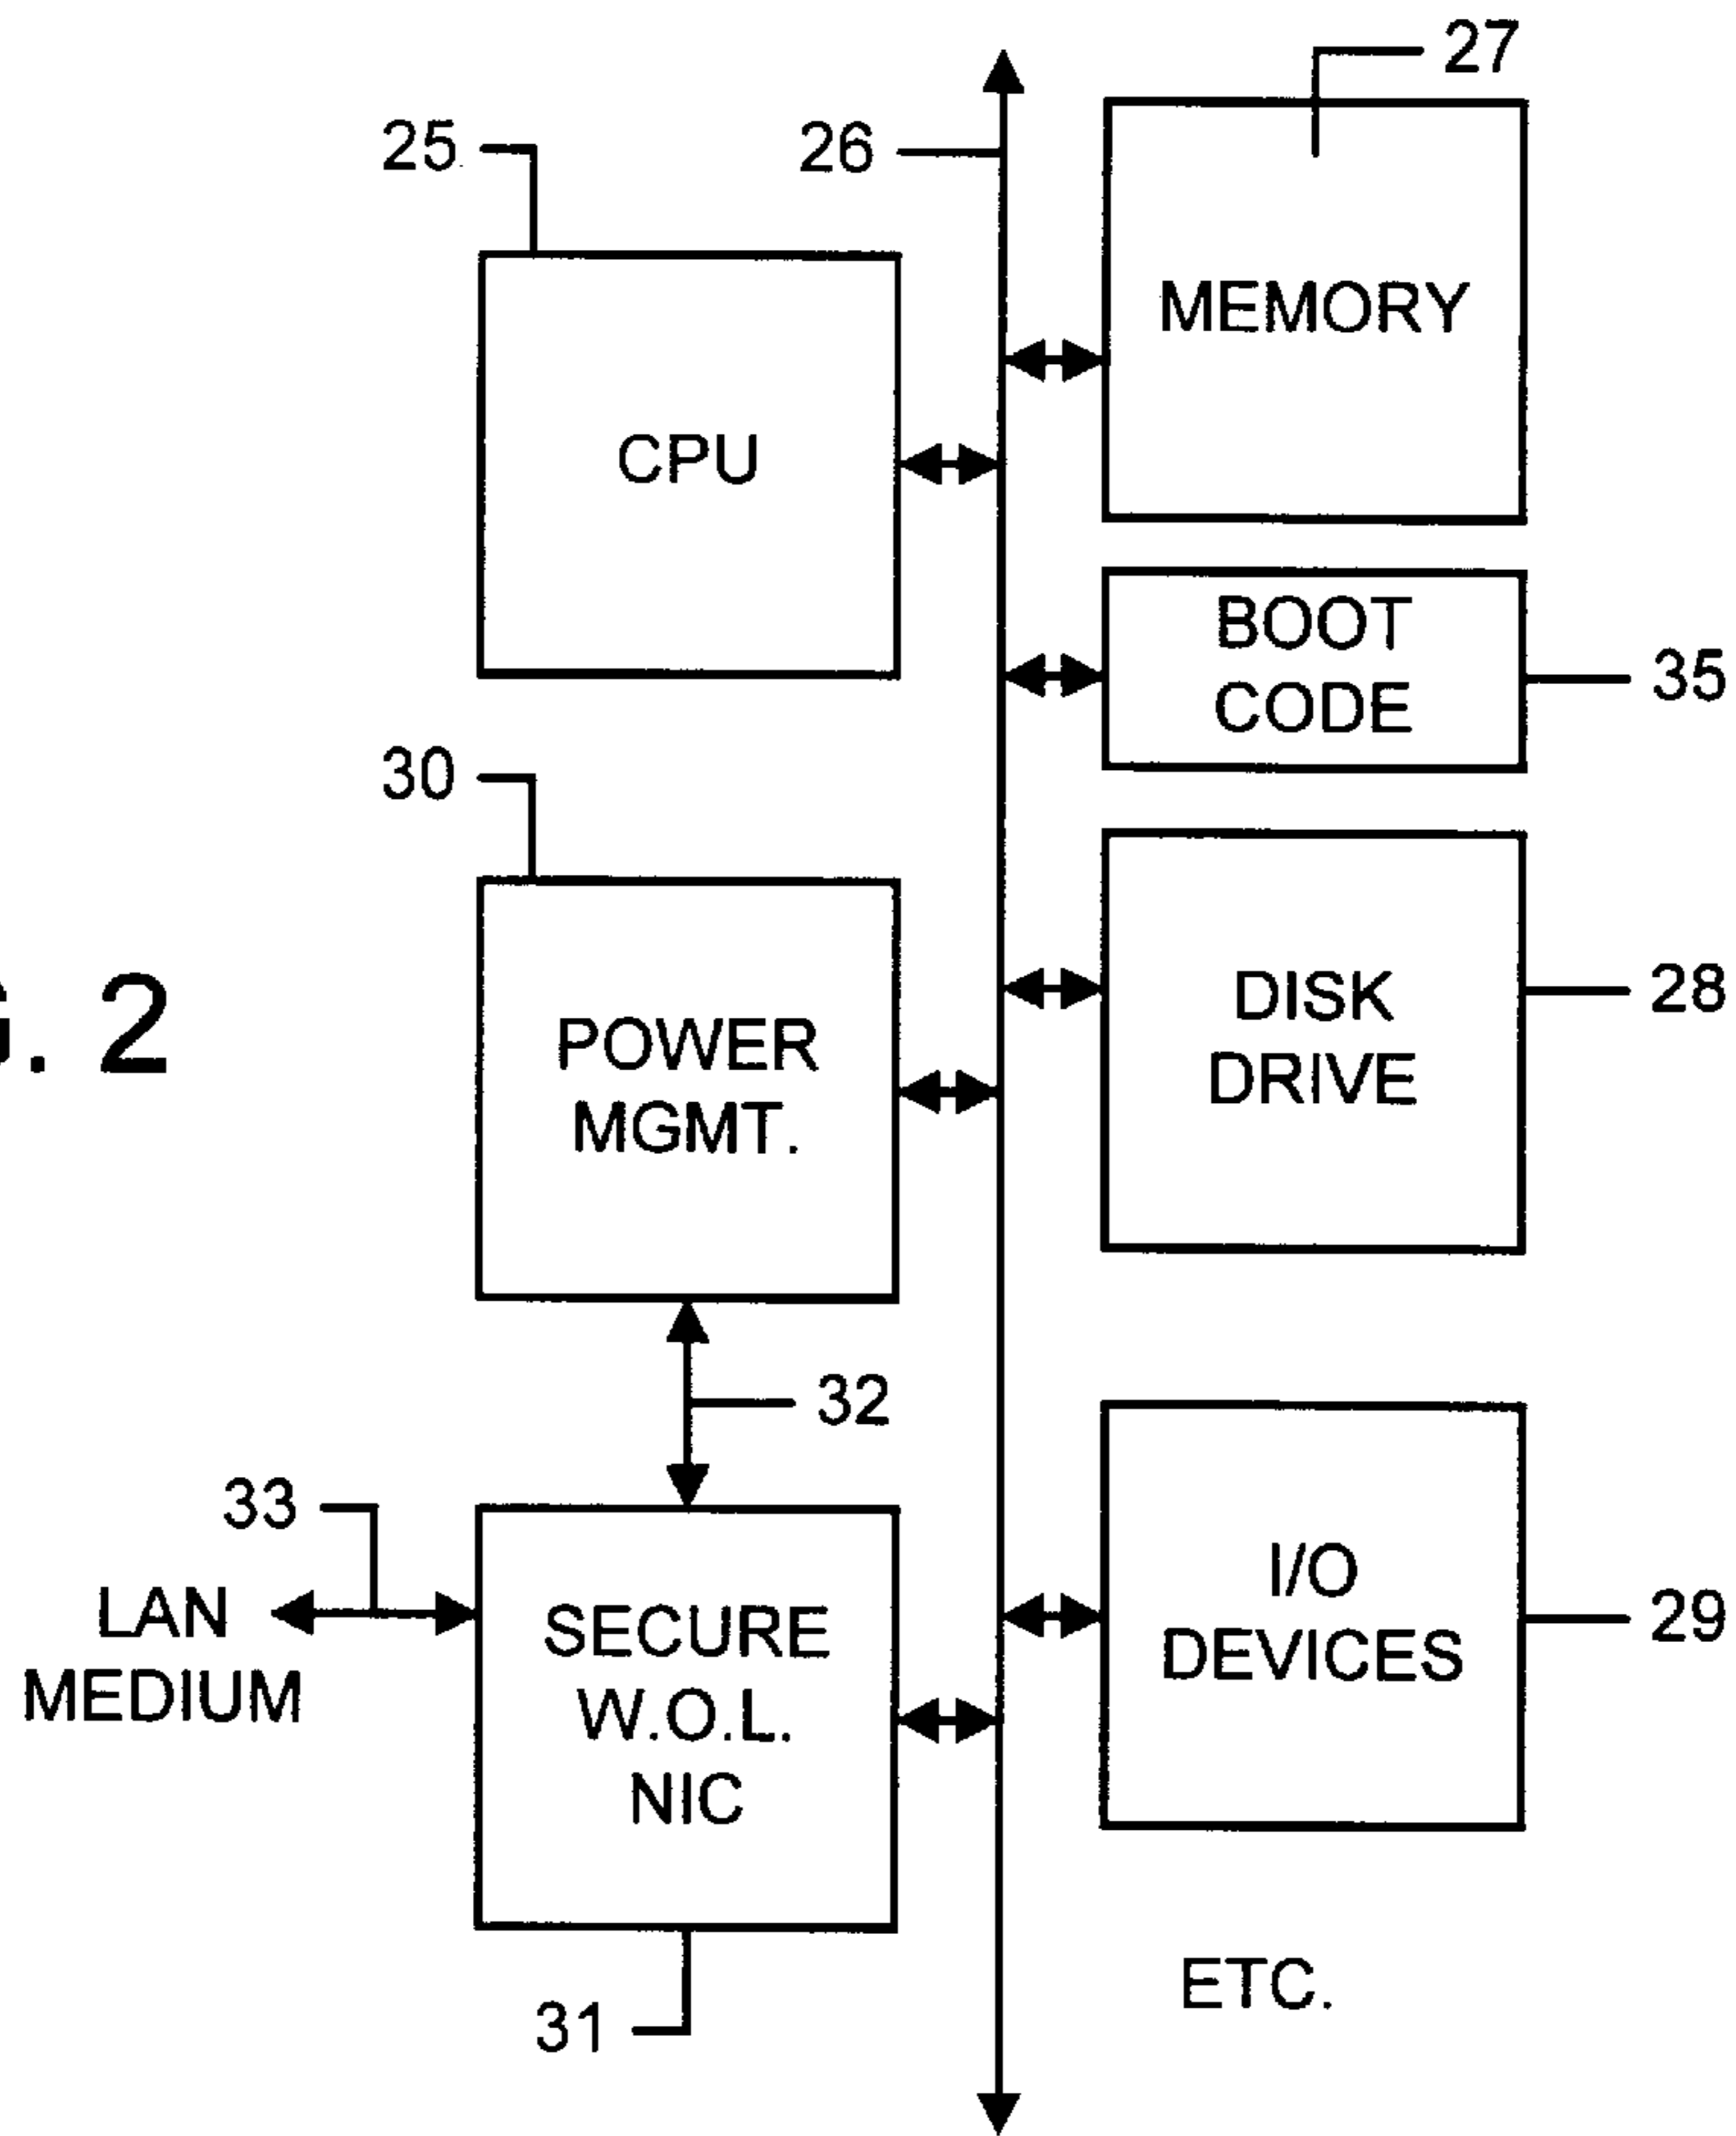 27
25
26
MEMORY
CPU
BOOT
CODE
35
30
DISK
DRIVE
28
. 2
POWER
MGMT.
32
33
LAN
MEDIUM
SECURE
W.O.L.
NIC
I/O
DEVICES
29
31
ETC.